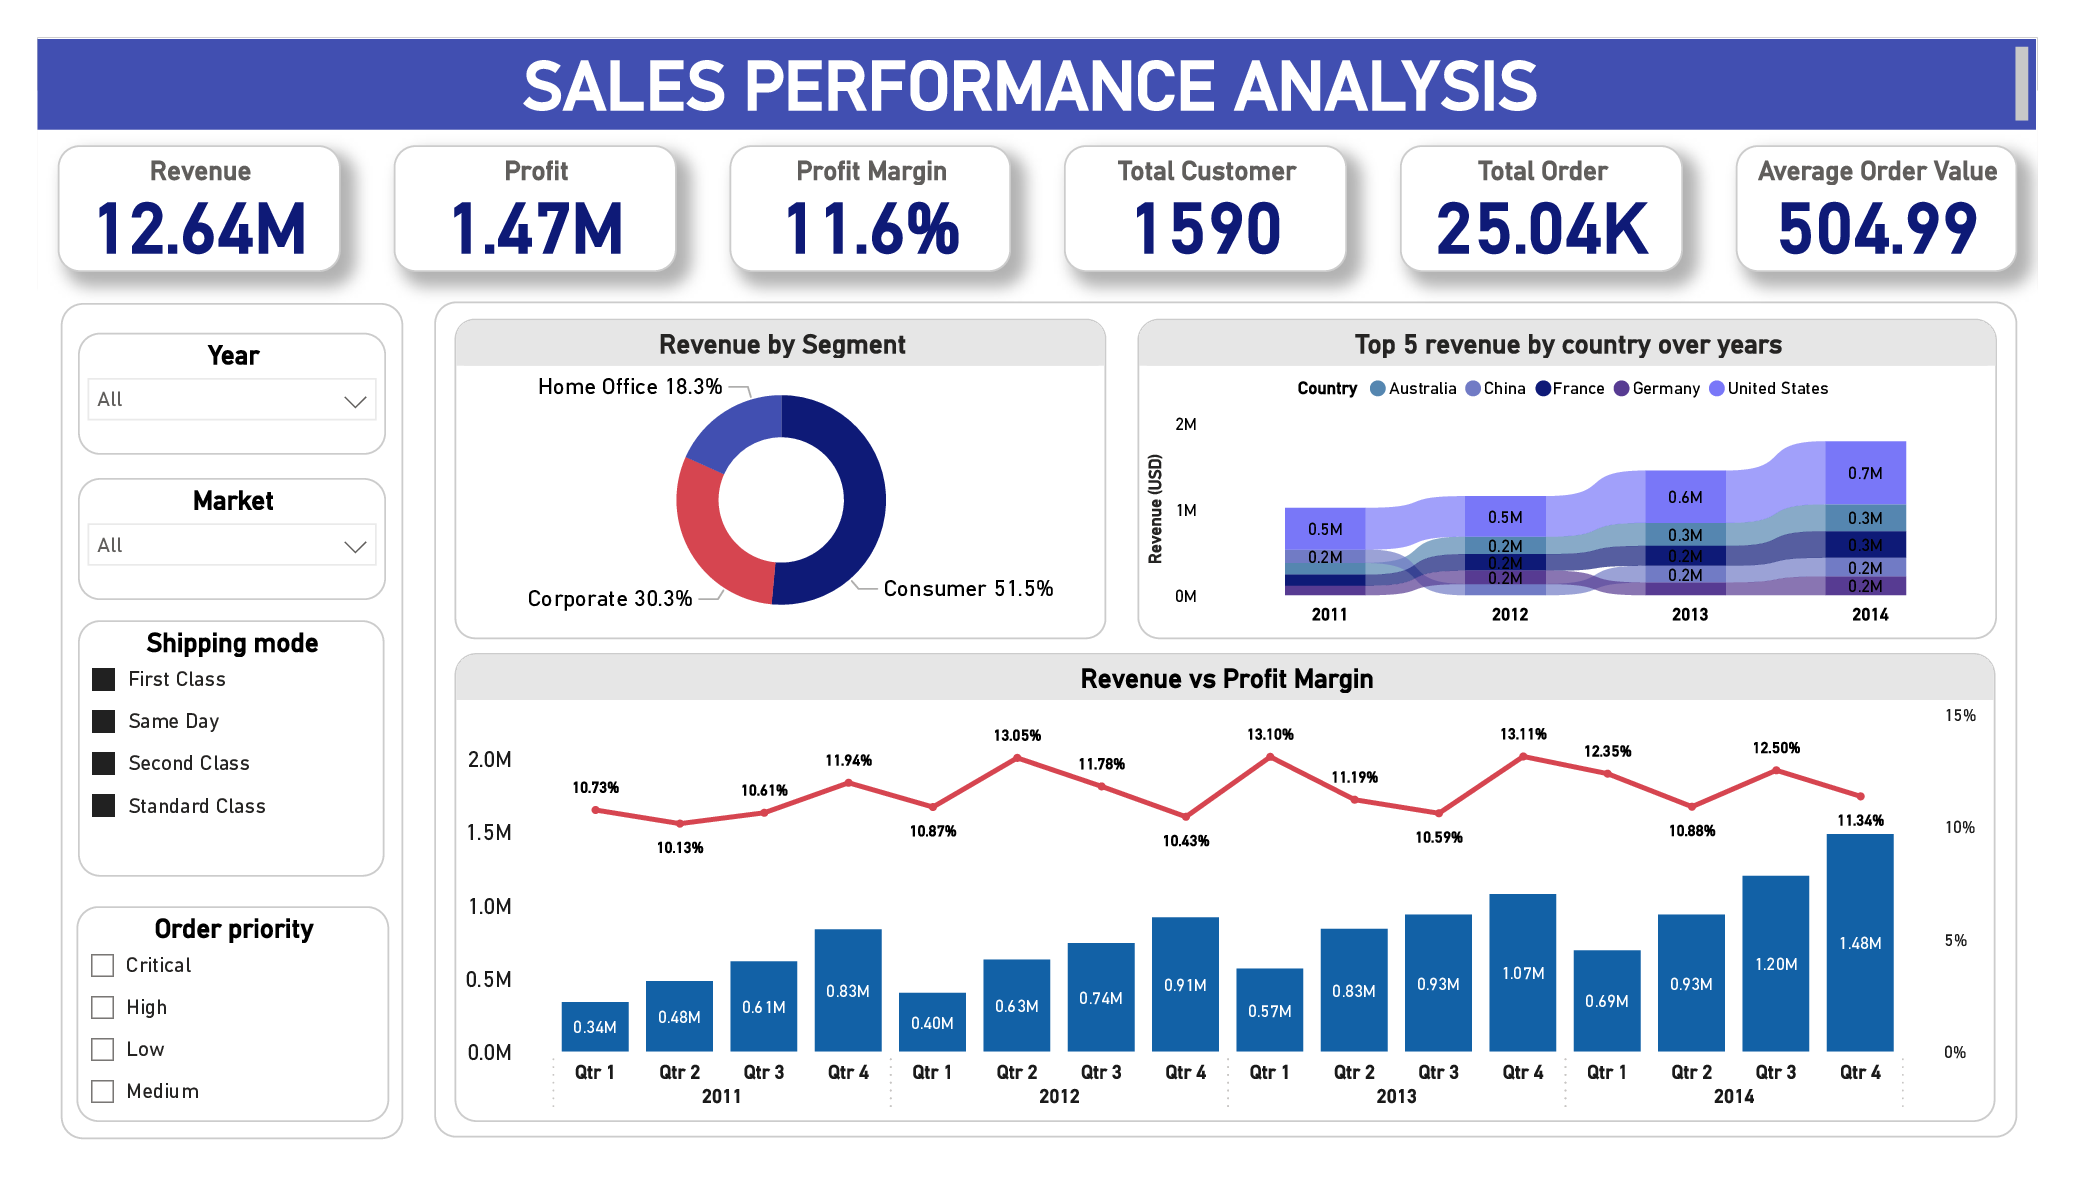 SALES PERFORMANCE ANALYSIS
Revenue
12.64M
Profit
1.47M
Profit Margin
11.6%
Total Customer
1590
Total Order
25.04K
Average Order Value
504.99
Year
All
Market
All
Shipping mode
First Class
Same Day
Second Class
Standard Class
Order priority
Critical
High
Low
Medium
Revenue by Segment
Home Office 18.3%
Corporate 30.3%
Consumer 51.5%
Top 5 revenue by country over years
Country Australia China France Germany United States
Revenue (USD)
2M
1M
0M
0.5M
0.2M
0.5M
0.2M
0.2M
0.2M
0.6M
0.3M
0.2M
0.2M
0.7M
0.3M
0.3M
0.2M
0.2M
2011 2012 2013 2014
Revenue vs Profit Margin
2.0M
1.5M
1.0M
0.5M
0.0M
15%
10%
5%
0%
10.73% 10.13% 10.61% 11.94% 10.87% 13.05% 11.78% 10.43% 13.10% 11.19% 10.59% 13.11% 12.35% 10.88% 12.50% 11.34%
0.34M 0.48M 0.61M 0.83M 0.40M 0.63M 0.74M 0.91M 0.57M 0.83M 0.93M 1.07M 0.69M 0.93M 1.20M 1.48M
Qtr 1 Qtr 2 Qtr 3 Qtr 4 Qtr 1 Qtr 2 Qtr 3 Qtr 4 Qtr 1 Qtr 2 Qtr 3 Qtr 4 Qtr 1 Qtr 2 Qtr 3 Qtr 4
2011 2012 2013 2014